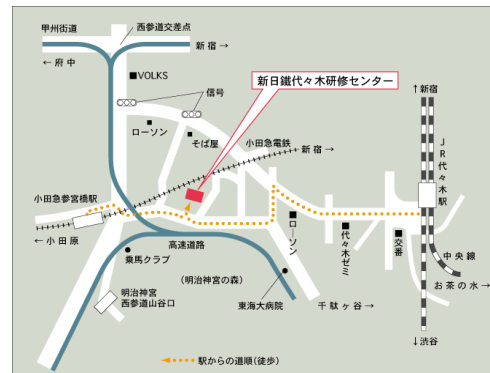 甲州街道
西参道交差点
新宿→
←府中
■VOLKS
信号
新日鐵代々木研修センター
↑新宿
ローソン
そば屋
小田急電鉄
新宿→
JR代々木駅
小田急参宮橋駅
←小田原
高速道路
乗馬クラブ
■ローソン
■代々木ゼミ
■交番
(明治神宮の森)
中央線
お茶の水→
明治神宮
西参道山谷口
東海大病院
千駄ヶ谷→
↓渋谷
駅からの道順(徒歩)